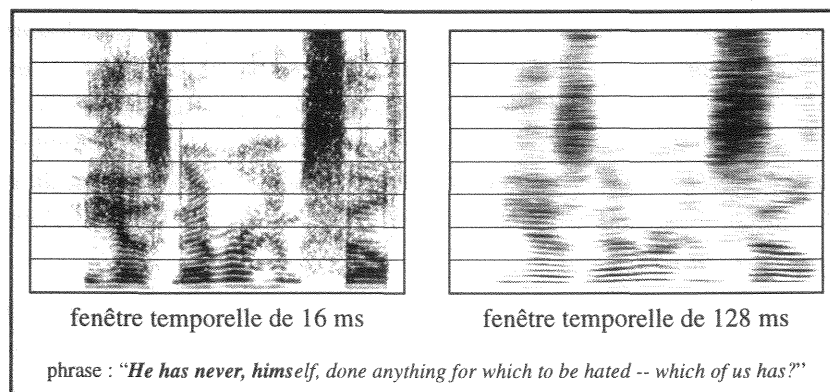 fenêtre temporelle de 16 ms
fenêtre temporelle de 128 ms
phrase : “He has never, himself, done anything for which to be hated -- which of us has?”